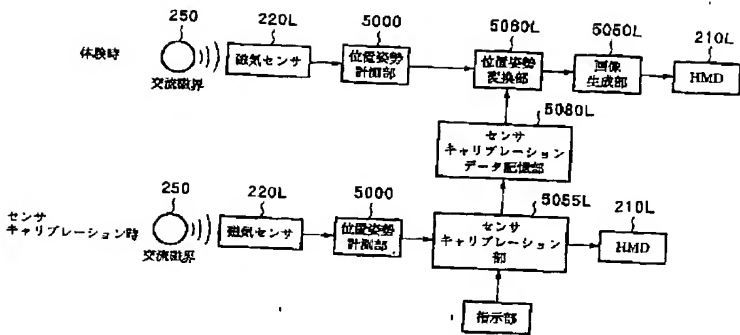 体験時
250
交流磁界
220L
磁気センサ
5000
位置姿勢
計測部
5060L
位置姿勢
変換部
5050L
画像
生成部
210L
HMD
5080L
センサ
キャリブレーション
データ記憶部
センサ
キャリブレーション時
250
交流磁界
220L
磁気センサ
5000
位置姿勢
計測部
5055L
センサ
キャリブレーション
部
210L
HMD
指示部